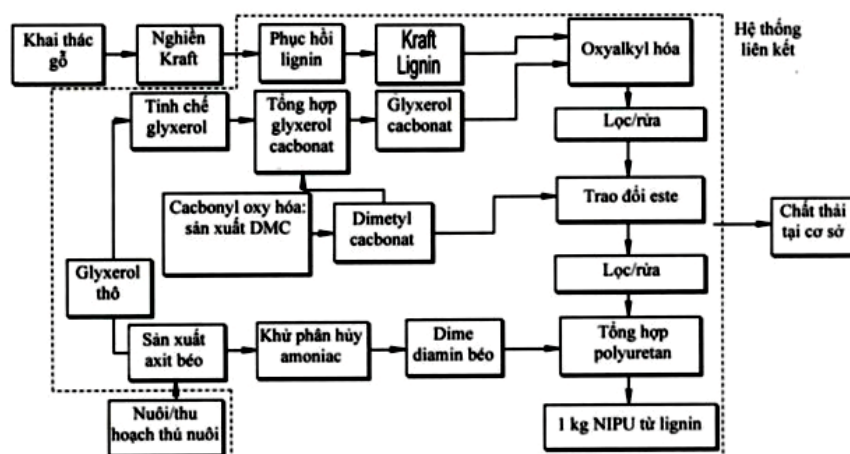 Khai thác
gỗ
Nghiền
Kraft
Phục hồi
lignin
Kraft
Lignin
Oxyalkyl hóa
Hệ thống
liên kết
Tinh chế
glyxerol
Tổng hợp
glyxerol
cacbonat
Glyxerol
cacbonat
Lọc/rửa
Cacbonyl oxy hóa:
sản xuất DMC
Dimetyl
cacbonat
Trao đổi este
Chất thải
tại cơ sở
Glyxerol
thô
Lọc/rửa
Sản xuất
axit béo
Khử phân hủy
amoniac
Dime
diamin béo
Tổng hợp
polyuretan
Nuôi/thu
hoạch thú nuôi
1 kg NIPU từ lignin